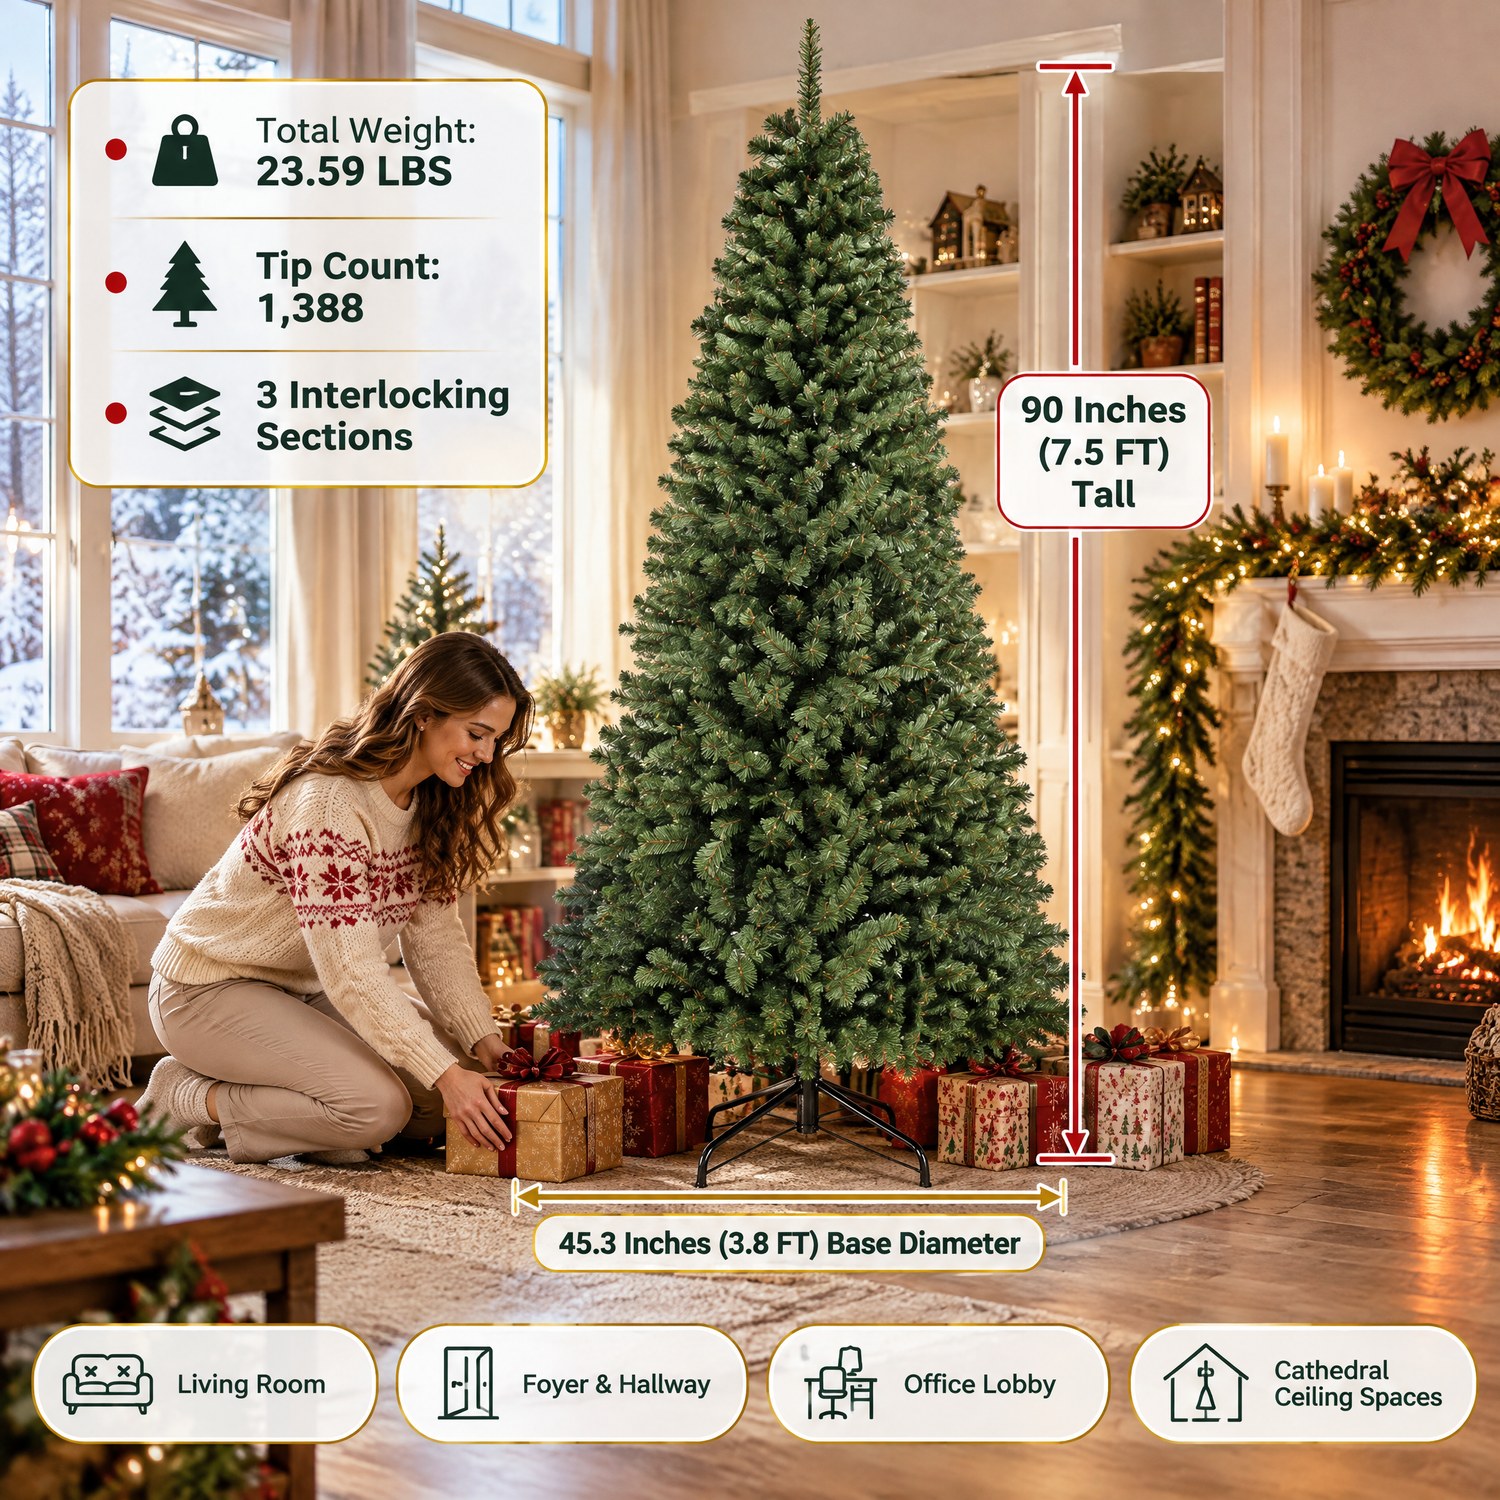 Total Weight:
23.59 LBS
Tip Count:
1,388
3 Interlocking
Sections
90 Inches
(7.5 FT)
Tall
45.3 Inches (3.8 FT) Base Diameter
Living Room
Foyer & Hallway
Office Lobby
Cathedral
Ceiling Spaces